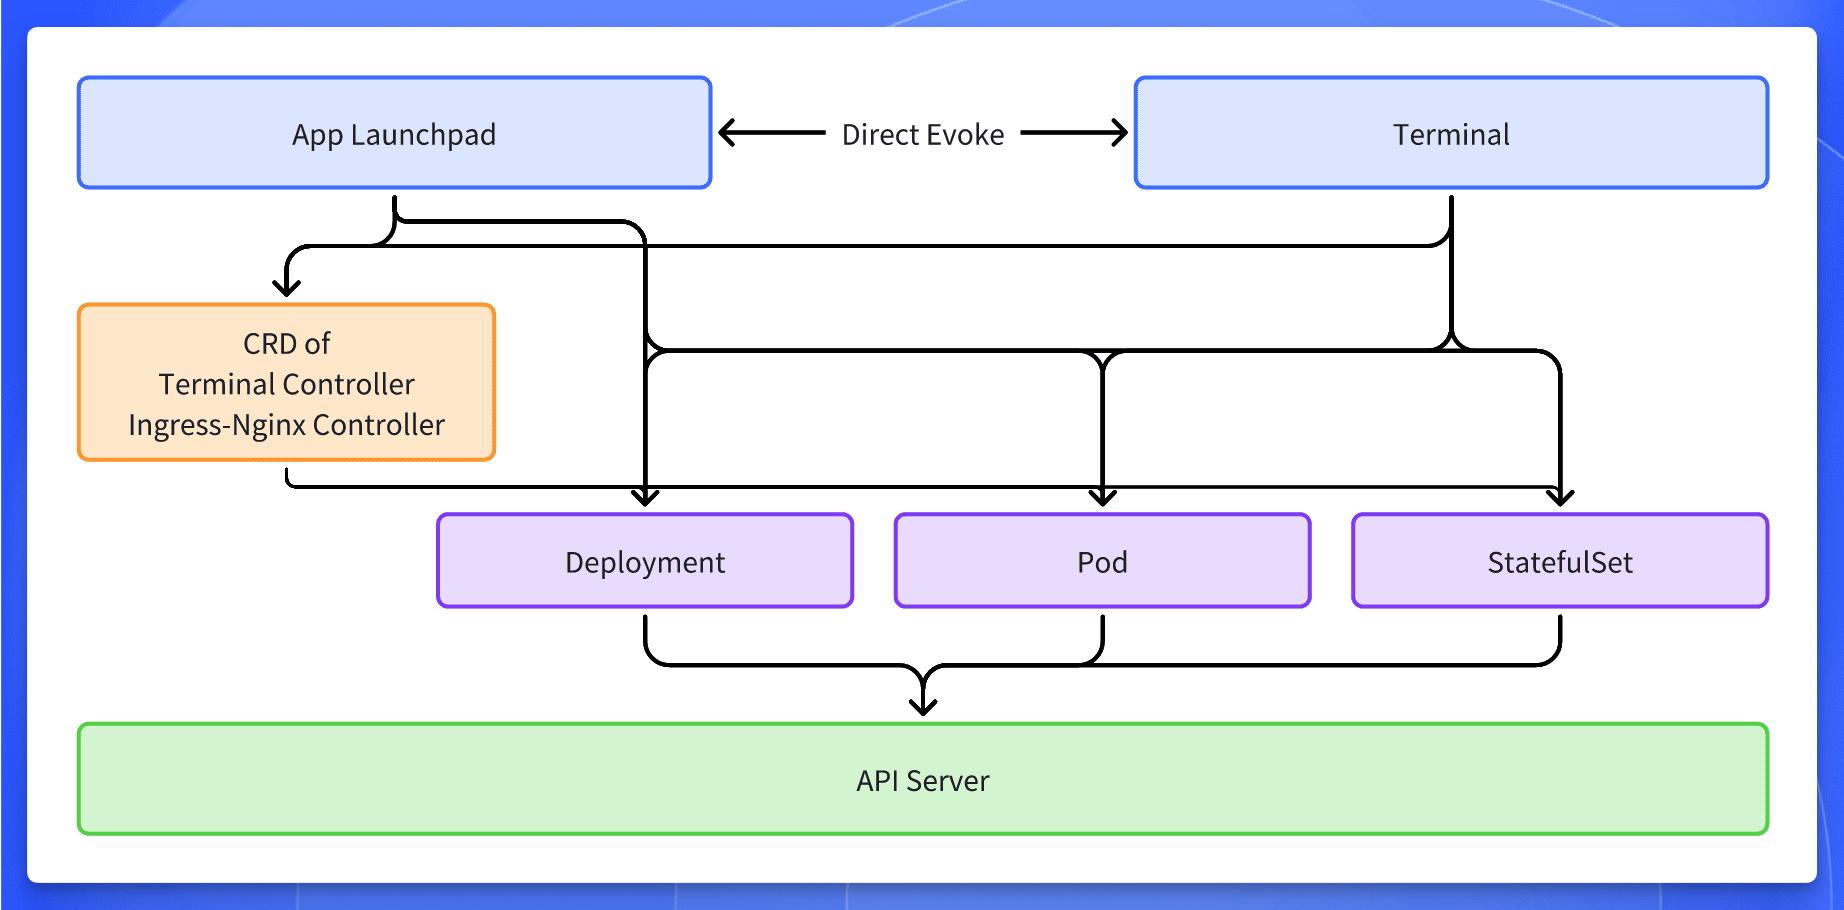 App Launchpad
Direct Evoke
Terminal
CRD of
Terminal Controller
Ingress-Nginx Controller
Deployment
Pod
StatefulSet
API Server